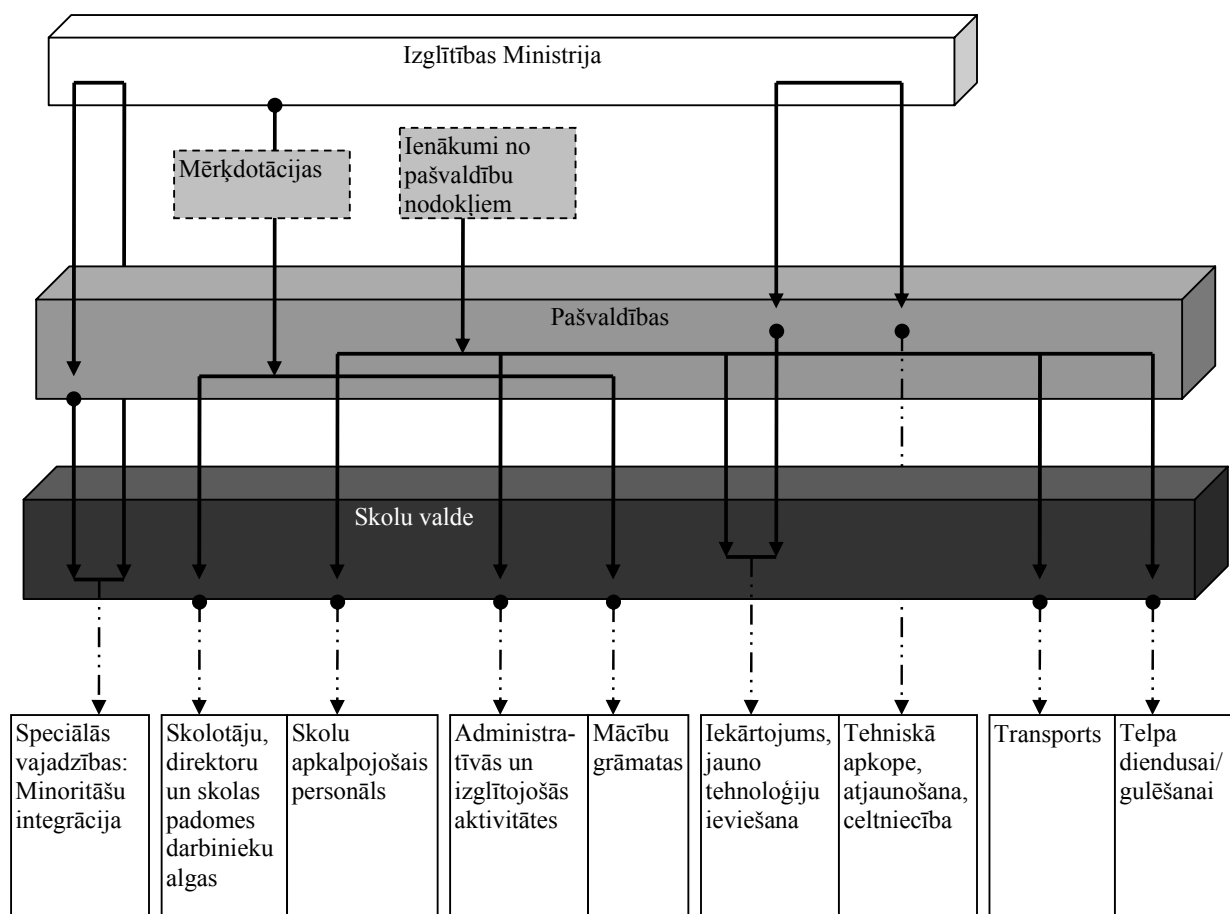 Izglītības Ministrija
Mērķdotācijas
Ienākumi no
pašvaldību
nodokļiem
Pašvaldības
Skolu valde
Speciālās
vajadzības:
Minoritāšu
integrācija
Skolotāju,
direktoru
un skolas
padomes
darbinieku
algas
Skolu
apkalpojošais
personāls
Administra-
tīvās un
izglītojošās
aktivitātes
Mācību
grāmatas
Iekārtojums,
jauno
tehnoloģiju
ieviešana
Tehniskā
apkope,
atjaunošana,
celtniecība
Transports
Telpa
diendusai/
gulēšanai